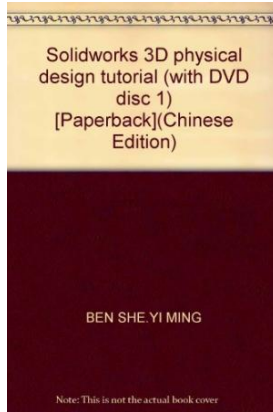 Solidworks 3D physical
design tutorial (with DVD
disc 1)
[Paperback](Chinese
Edition)
BEN SHE.YI MING
Note: This is not the actual book cover